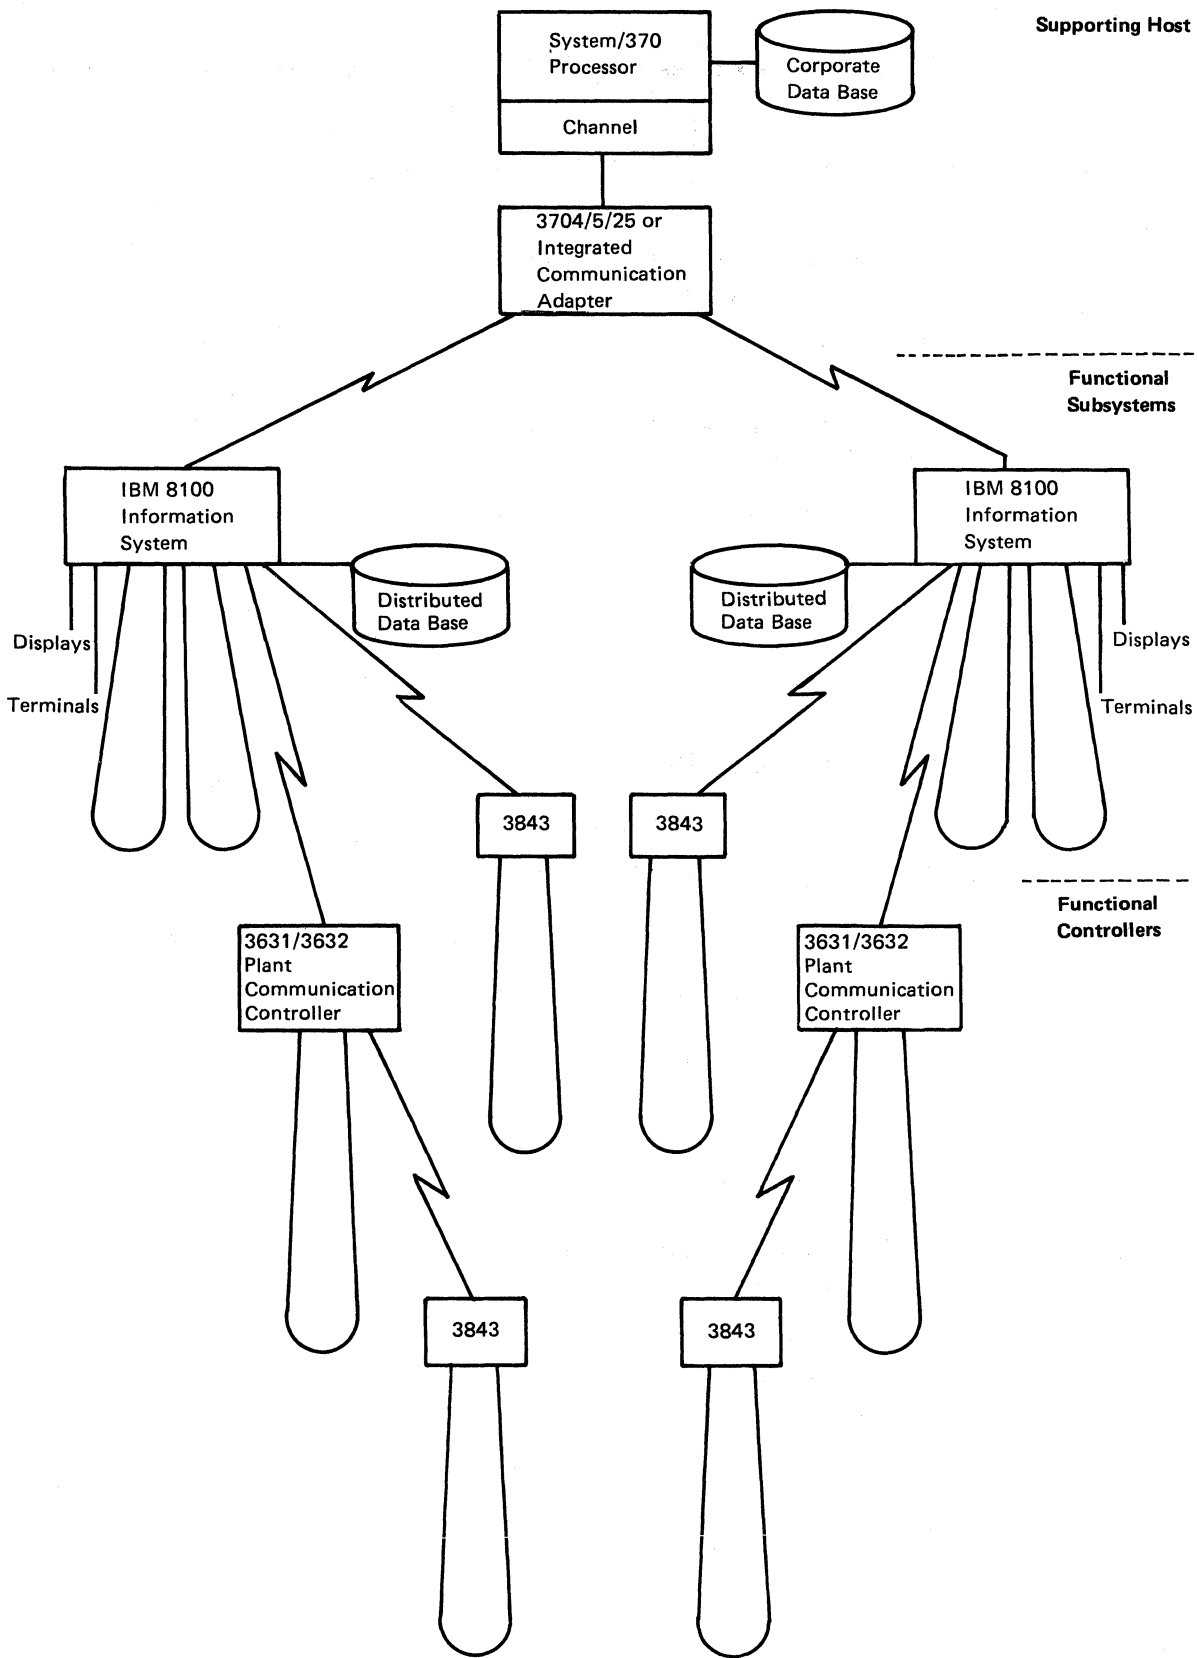 Supporting Host
System/370
Processor
Channel
Corporate
Data Base
3704/5/25 or
Integrated
Communication
Adapter
Functional
Subsystems
IBM 8100
Information
System
IBM 8100
Information
System
Distributed
Data Base
Distributed
Data Base
Displays
Terminals
Displays
Terminals
3843
3843
Functional
Controllers
3631/3632
Plant
Communication
Controller
3631/3632
Plant
Communication
Controller
3843
3843